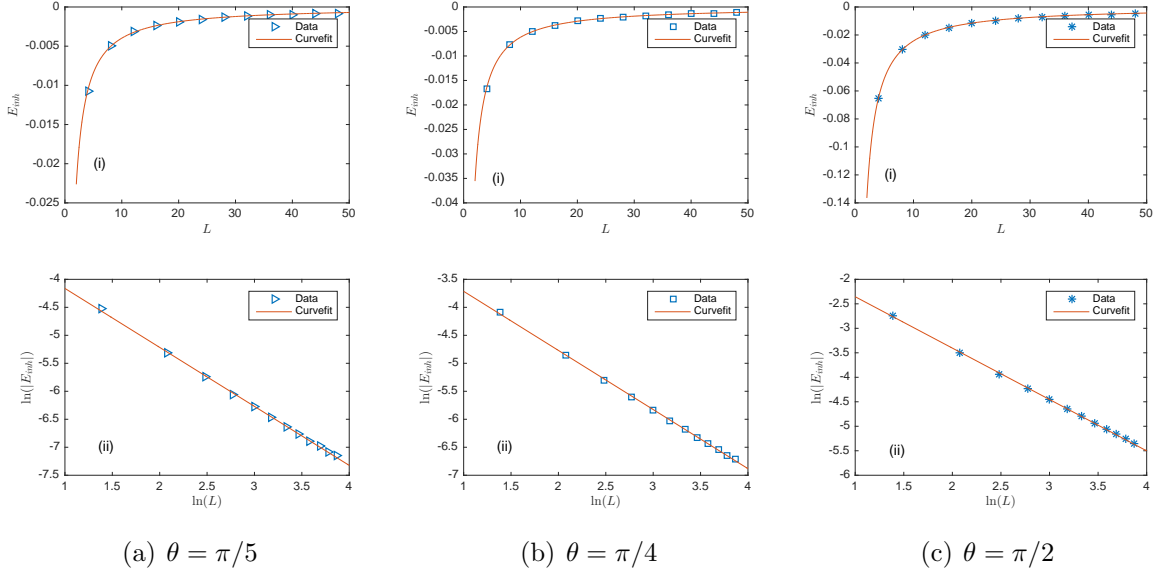 0
-0.005
-0.01
-0.015
-0.02
-0.025
0 10 20 30 40 50
L
E_inh
Data
Curvefit
(i)
0
-0.005
-0.01
-0.015
-0.02
-0.025
-0.03
-0.035
-0.04
0 10 20 30 40 50
L
E_inh
Data
Curvefit
(i)
0
-0.02
-0.04
-0.06
-0.08
-0.1
-0.12
-0.14
0 10 20 30 40 50
L
E_inh
Data
Curvefit
(i)
-4
-4.5
-5
-5.5
-6
-6.5
-7
-7.5
1 1.5 2 2.5 3 3.5 4
ln(L)
ln(|E_inh|)
Data
Curvefit
(ii)
-3.5
-4
-4.5
-5
-5.5
-6
-6.5
-7
1 1.5 2 2.5 3 3.5 4
ln(L)
ln(|E_inh|)
Data
Curvefit
(ii)
-2
-2.5
-3
-3.5
-4
-4.5
-5
-5.5
-6
1 1.5 2 2.5 3 3.5 4
ln(L)
ln(|E_inh|)
Data
Curvefit
(ii)
(a) θ = π/5
(b) θ = π/4
(c) θ = π/2